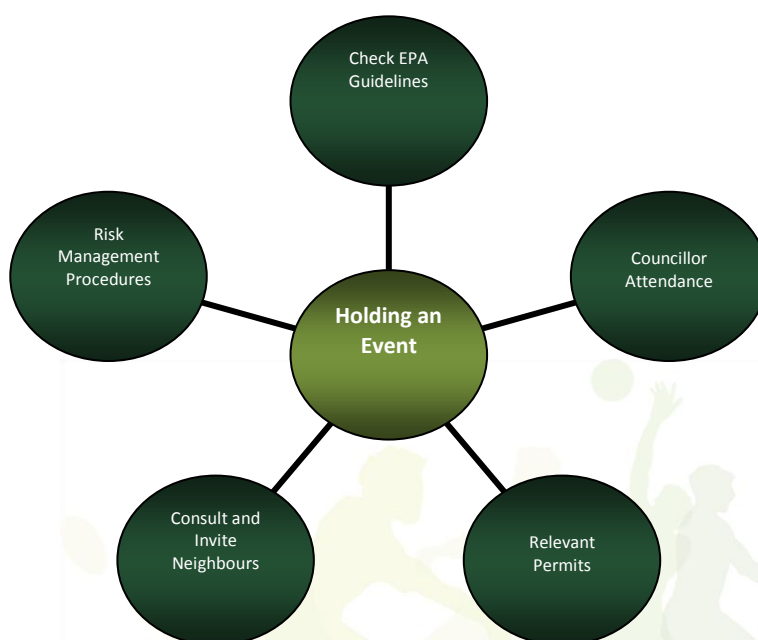 Check EPA
Guidelines
Risk
Management
Procedures
Councillor
Attendance
Holding an
Event
Consult and
Invite
Neighbours
Relevant
Permits